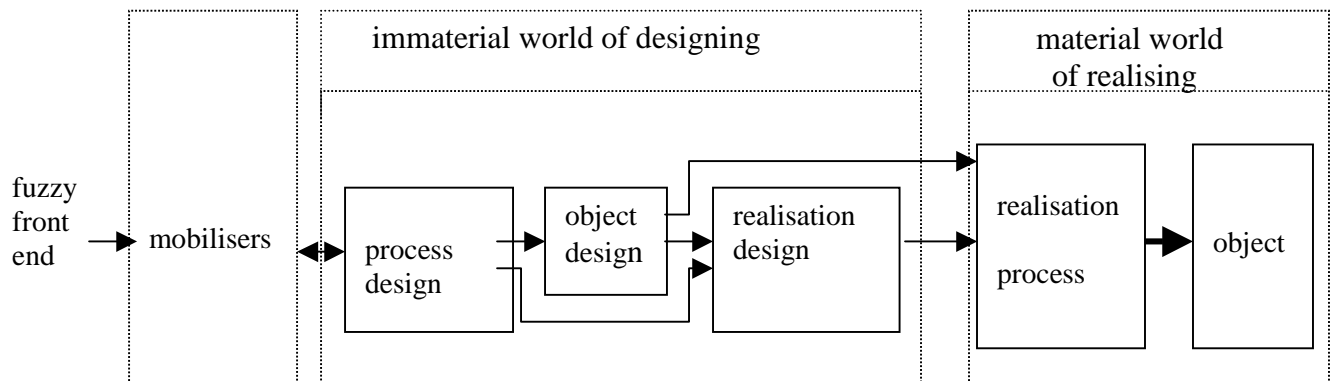 immaterial world of designing
material world
of realising
fuzzy
front
end
mobilisers
process
design
object
design
realisation
design
realisation
process
object